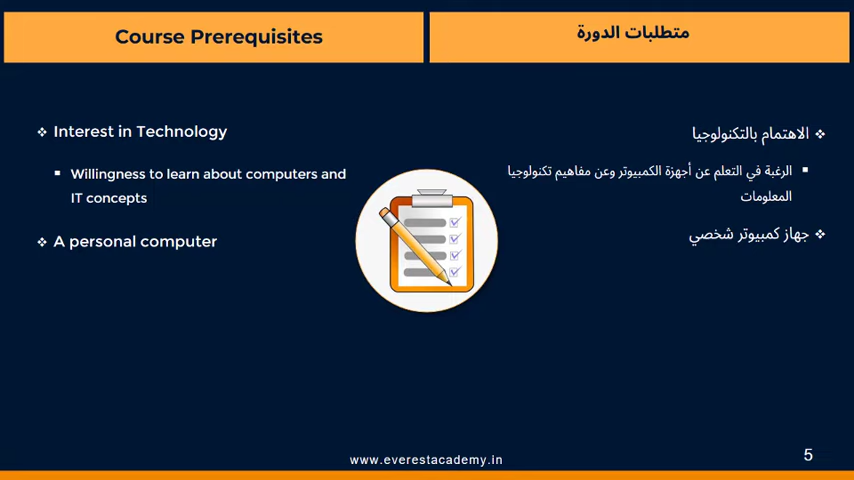 Course Prerequisites
متطلبات الدورة
❖ Interest in Technology
▪ Willingness to learn about computers and
IT concepts
❖ A personal computer
❖ الاهتمام بالتكنولوجيا
▪ الرغبة في التعلم عن أجهزة الكمبيوتر وعن مفاهيم تكنولوجيا
المعلومات
❖ جهاز كمبيوتر شخصي
www.everestacademy.in
5